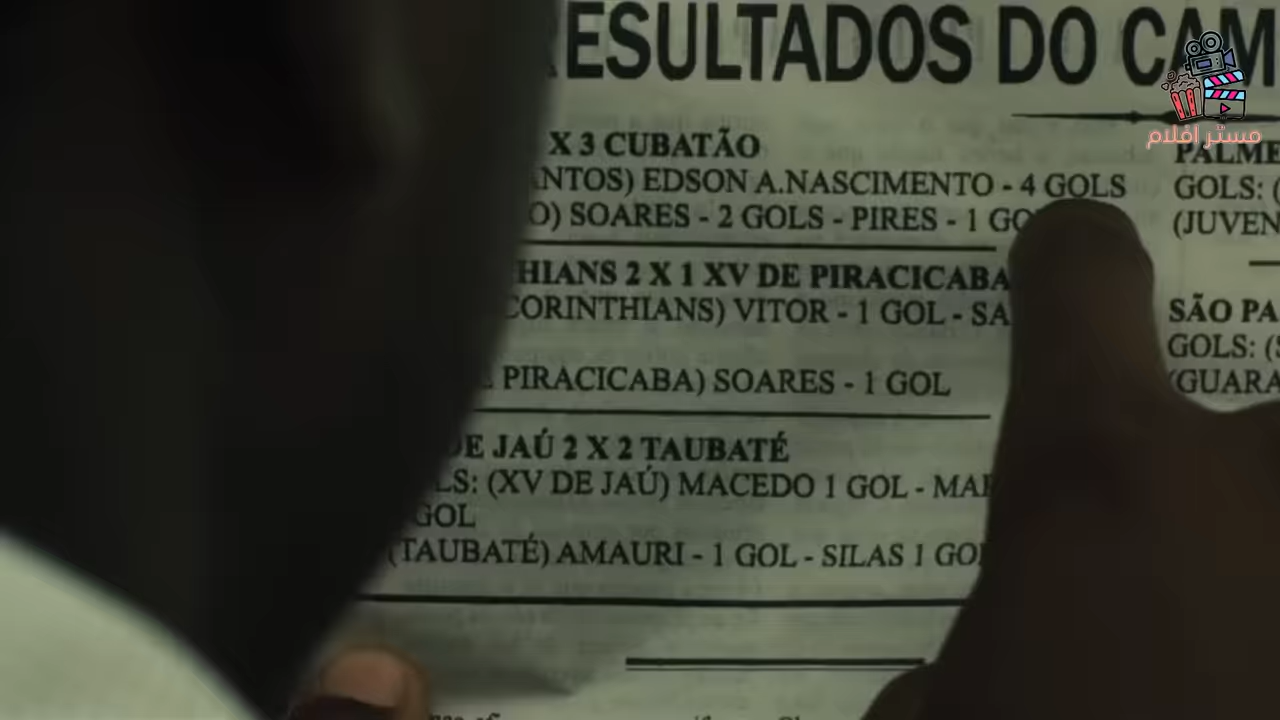 RESULTADOS DO CAM
X 3 CUBATÃO
ANTOS) EDSON A.NASCIMENTO - 4 GOLS
O) SOARES - 2 GOLS - PIRES - 1 GO
HIANS 2 X 1 XV DE PIRACICABA
CORINTHIANS) VITOR - 1 GOL - SA
PIRACICABA) SOARES - 1 GOL
DE JAÚ 2 X 2 TAUBATÉ
LS: (XV DE JAÚ) MACEDO 1 GOL - MAR
GOL
(TAUBATÉ) AMAURI - 1 GOL - SILAS 1 GOL
PALME
GOLS: (
(JUVEN
SÃO PA
GOLS: (S
(GUARA
مستر افلام